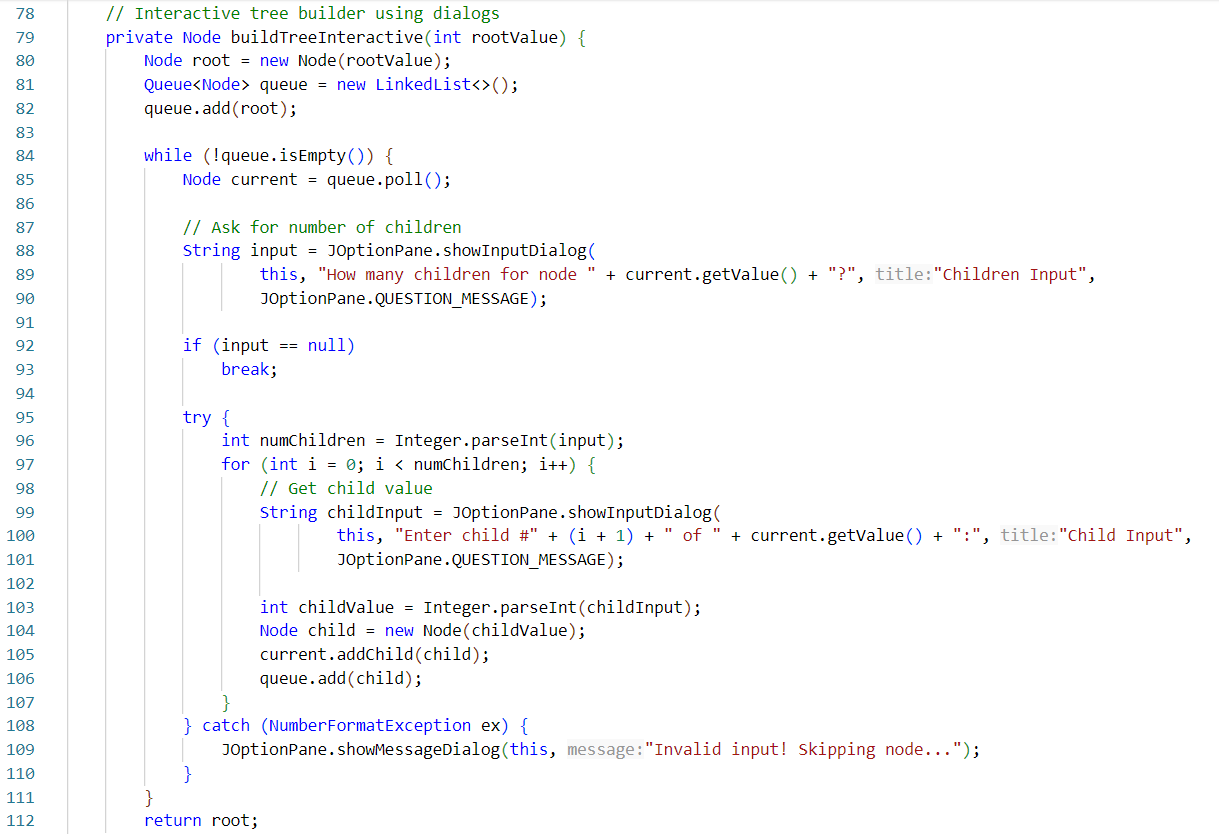 78 // Interactive tree builder using dialogs
79 private Node buildTreeInteractive(int rootValue) {
80 Node root = new Node(rootValue);
81 Queue<Node> queue = new LinkedList<>();
82 queue.add(root);
83
84 while (!queue.isEmpty()) {
85 Node current = queue.poll();
86
87 // Ask for number of children
88 String input = JOptionPane.showInputDialog(
89 this, "How many children for node " + current.getValue() + "?", title:"Children Input",
90 JOptionPane.QUESTION_MESSAGE);
91
92 if (input == null)
93 break;
94
95 try {
96 int numChildren = Integer.parseInt(input);
97 for (int i = 0; i < numChildren; i++) {
98 // Get child value
99 String childInput = JOptionPane.showInputDialog(
100 this, "Enter child #" + (i + 1) + " of " + current.getValue() + ":", title:"Child Input",
101 JOptionPane.QUESTION_MESSAGE);
102
103 int childValue = Integer.parseInt(childInput);
104 Node child = new Node(childValue);
105 current.addChild(child);
106 queue.add(child);
107 }
108 } catch (NumberFormatException ex) {
109 JOptionPane.showMessageDialog(this, message:"Invalid input! Skipping node...");
110 }
111 }
112 return root;